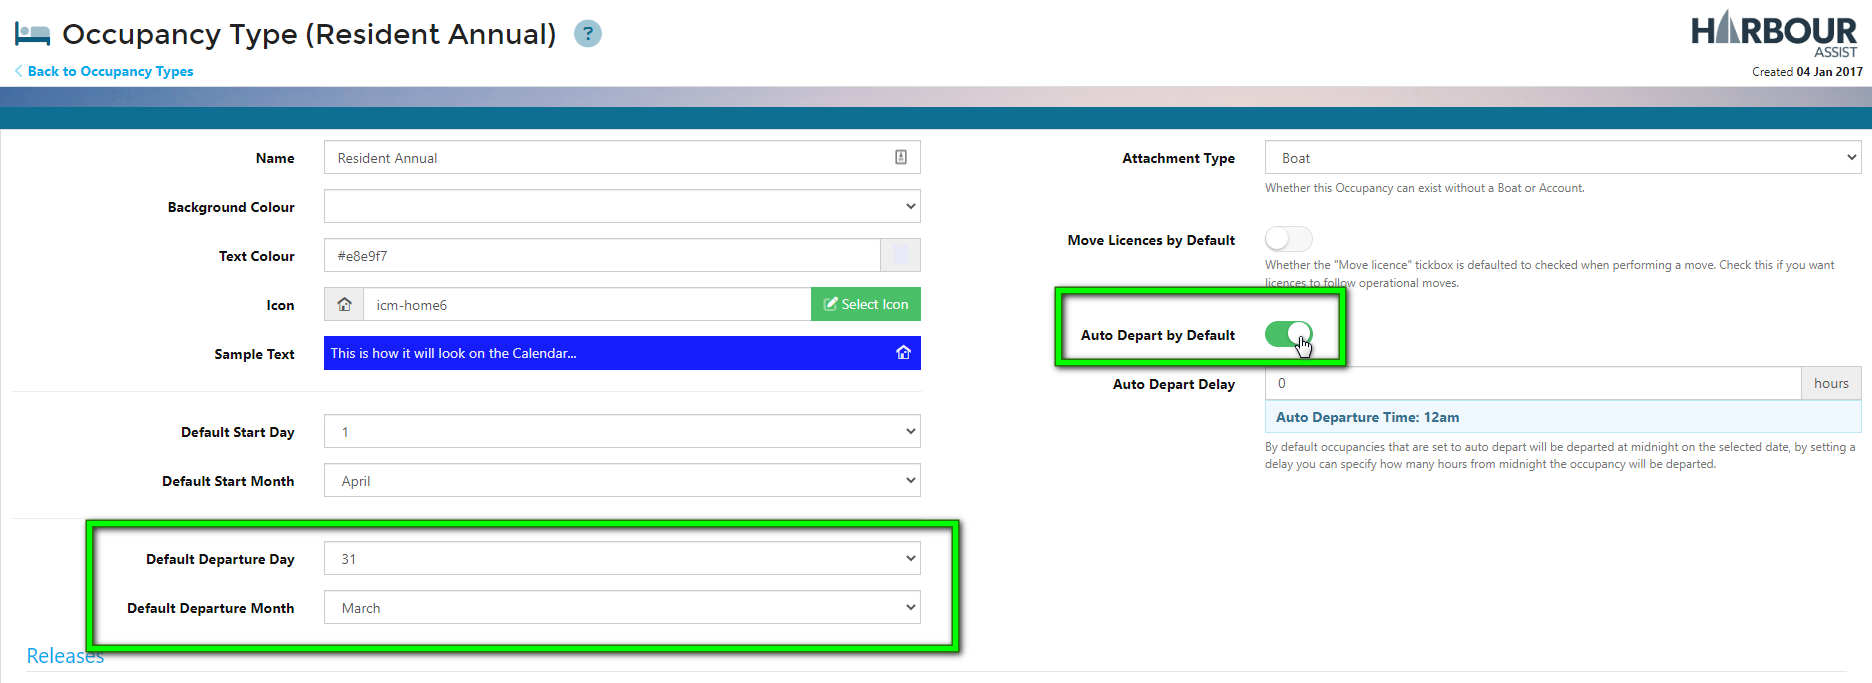 Occupancy Type (Resident Annual) ?
HARBOUR
ASSIST
Back to Occupancy Types
Created 04 Jan 2017
Name
Resident Annual
Background Colour
Text Colour
#e8e9f7
Icon
icm-home6
Select Icon
Sample Text
This is how it will look on the Calendar...
Default Start Day
1
Default Start Month
April
Default Departure Day
31
Default Departure Month
March
Releases
Attachment Type
Boat
Whether this Occupancy can exist without a Boat or Account.
Move Licences by Default
Whether the "Move licence" tickbox is defaulted to checked when performing a move. Check this if you want
licences to follow operational moves.
Auto Depart by Default
Auto Depart Delay
0
hours
Auto Departure Time: 12am
By default occupancies that are set to auto depart will be departed at midnight on the selected date, by setting a
delay you can specify how many hours from midnight the occupancy will be departed.